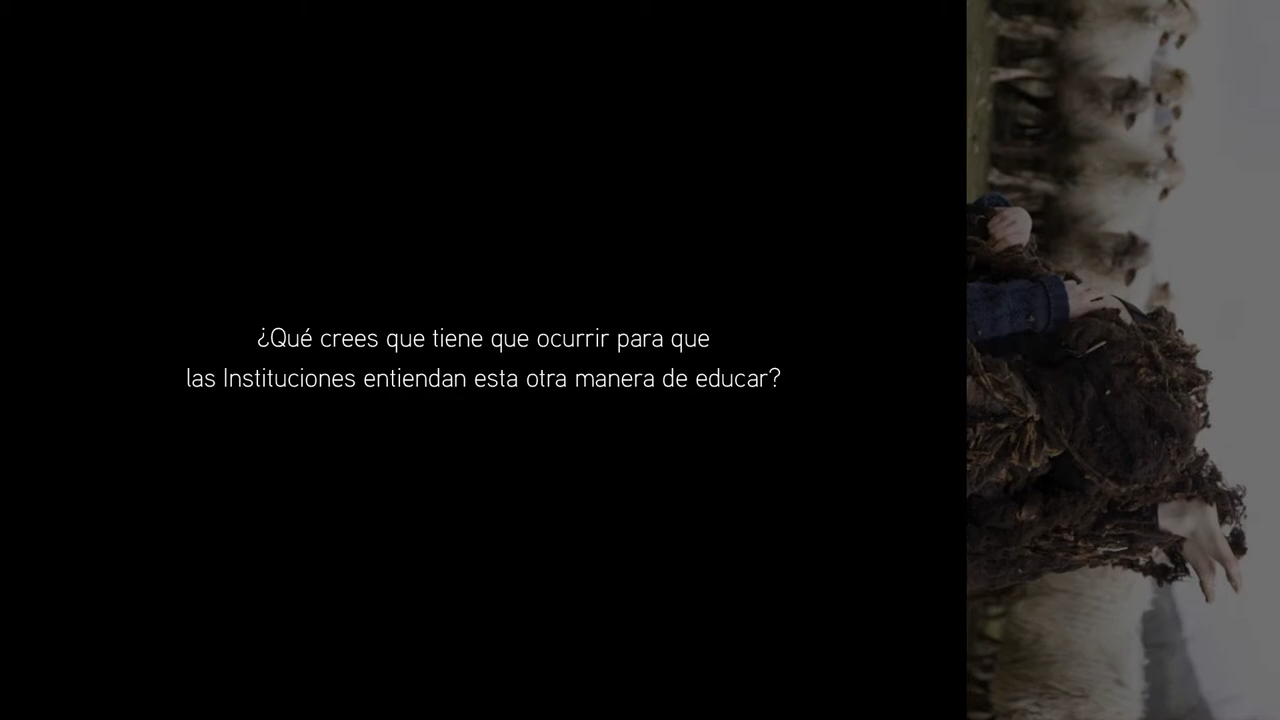 ¿Qué crees que tiene que ocurrir para que
las Instituciones entiendan esta otra manera de educar?